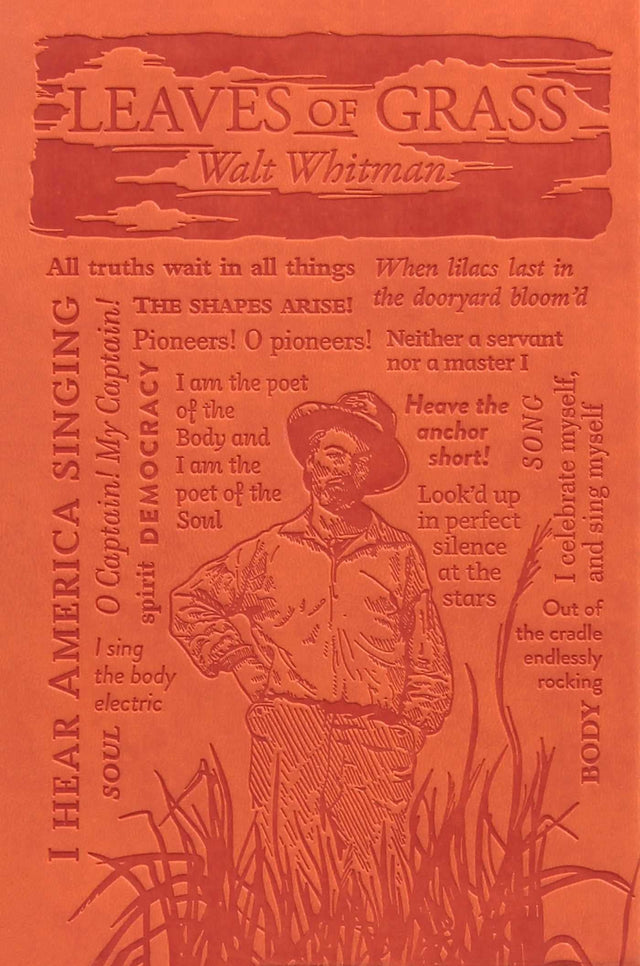 LEAVES OF GRASS
Walt Whitman
All truths wait in all things
When lilacs last in
the dooryard bloom'd
THE SHAPES ARISE!
Pioneers! O pioneers!
Neither a servant
nor a master I
I HEAR AMERICA SINGING
O Captain! My Captain!
spirit DEMOCRACY
I am the poet
of the
Body and
I am the
poet of the
Soul
Heave the
anchor
short!
SONG
I celebrate myself,
and sing myself
Look'd up
in perfect
silence
at the
stars
Out of
the cradle
endlessly
rocking
I sing
the body
electric
SOUL
BODY